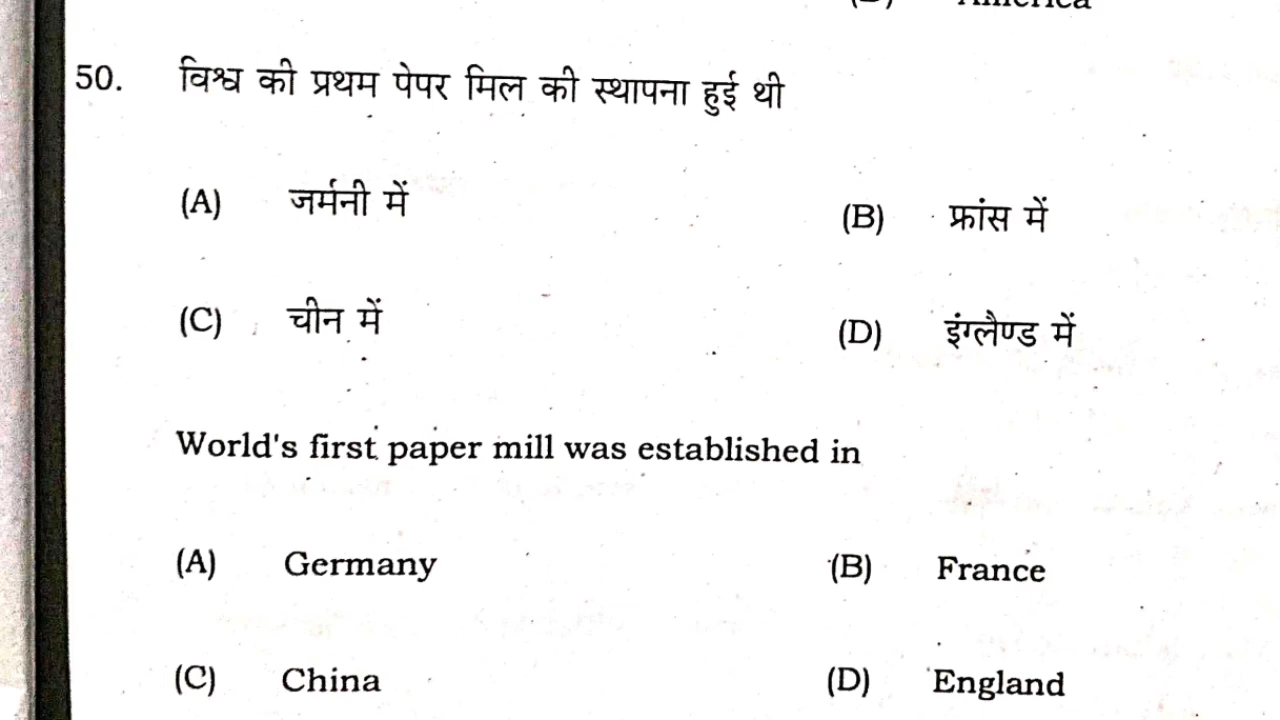 50. विश्व की प्रथम पेपर मिल की स्थापना हुई थी
(A) जर्मनी में (B) फ्रांस में
(C) चीन में (D) इंग्लैण्ड में
World's first paper mill was established in
(A) Germany (B) France
(C) China (D) England